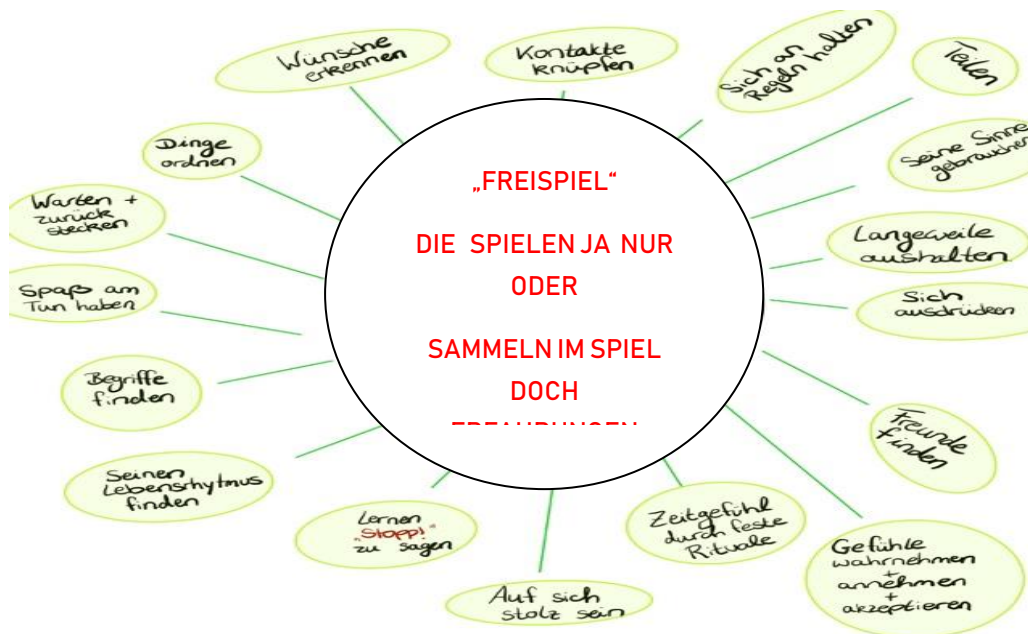 Wünsche
erkennen
Kontakte
knüpfen
Sich an
Regeln halten
Teilen
Dinge
ordnen
Seine Sinne
gebrauchen
Warten +
zurück
stecken
Langeweile
aushalten
Spaß am
Tun haben
Sich
ausdrücken
„FREISPIEL“
DIE SPIELEN JA NUR
ODER
SAMMELN IM SPIEL
DOCH
ERFAHRUNGEN
Begriffe
finden
Freunde
finden
Seinen
Lebensrhytmus
finden
Lernen
„Stopp!“
zu sagen
Zeitgefühl
durch feste
Rituale
Auf sich
stolz sein
Gefühle
wahrnehmen
+
annehmen
+
akzeptieren